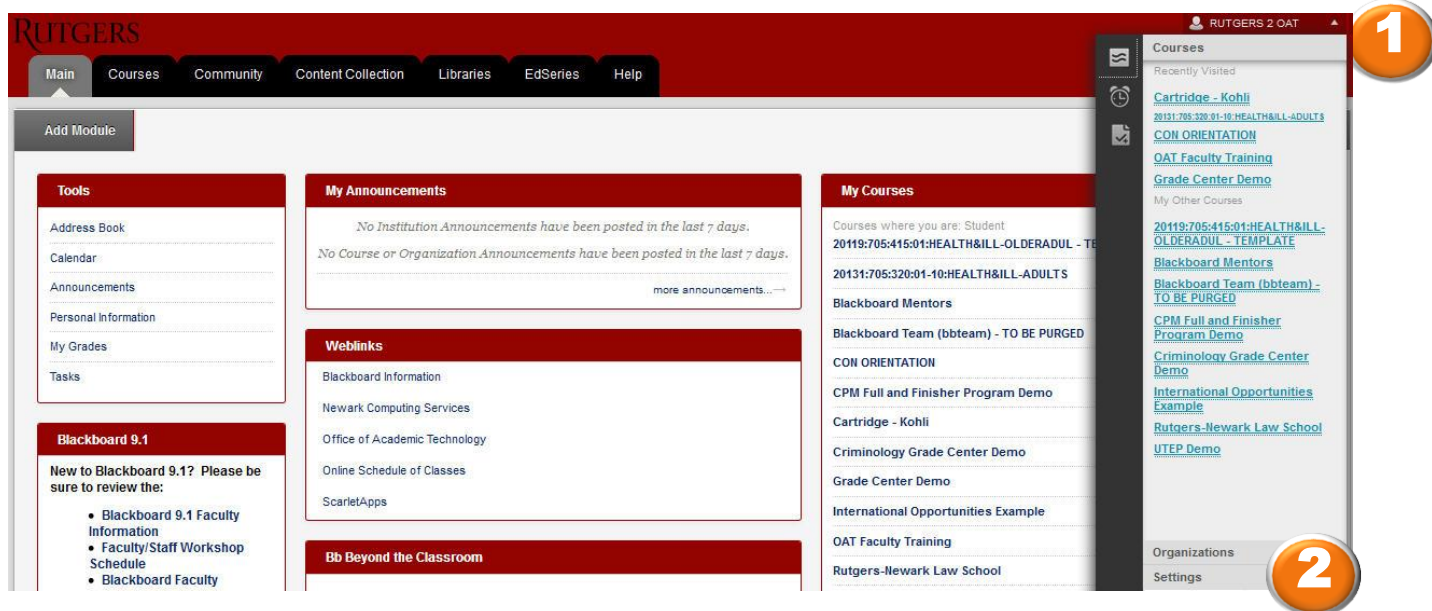 RUTGERS
RUTGERS 2 OAT
1
Main Courses Community Content Collection Libraries EdSeries Help
Add Module
Tools
Address Book
Calendar
Announcements
Personal Information
My Grades
Tasks
Blackboard 9.1
New to Blackboard 9.1? Please be
sure to review the:
• Blackboard 9.1 Faculty
Information
• Faculty/Staff Workshop
Schedule
• Blackboard Faculty
My Announcements
No Institution Announcements have been posted in the last 7 days.
No Course or Organization Announcements have been posted in the last 7 days.
more announcements...→
Weblinks
Blackboard Information
Newark Computing Services
Office of Academic Technology
Online Schedule of Classes
ScarletApps
Bb Beyond the Classroom
My Courses
Courses where you are: Student
20119:705:415:01:HEALTH&ILL-OLDERADUL - TE
20131:705:320:01-10:HEALTH&ILL-ADULTS
Blackboard Mentors
Blackboard Team (bbteam) - TO BE PURGED
CON ORIENTATION
CPM Full and Finisher Program Demo
Cartridge - Kohli
Criminology Grade Center Demo
Grade Center Demo
International Opportunities Example
OAT Faculty Training
Rutgers-Newark Law School
Courses
Recently Visited
Cartridge - Kohli
20131:705:320:01-10:HEALTH&ILL-ADULTS
CON ORIENTATION
OAT Faculty Training
Grade Center Demo
My Other Courses
20119:705:415:01:HEALTH&ILL-
OLDERADUL - TEMPLATE
Blackboard Mentors
Blackboard Team (bbteam) -
TO BE PURGED
CPM Full and Finisher
Program Demo
Criminology Grade Center
Demo
International Opportunities
Example
Rutgers-Newark Law School
UTEP Demo
Organizations
Settings
2